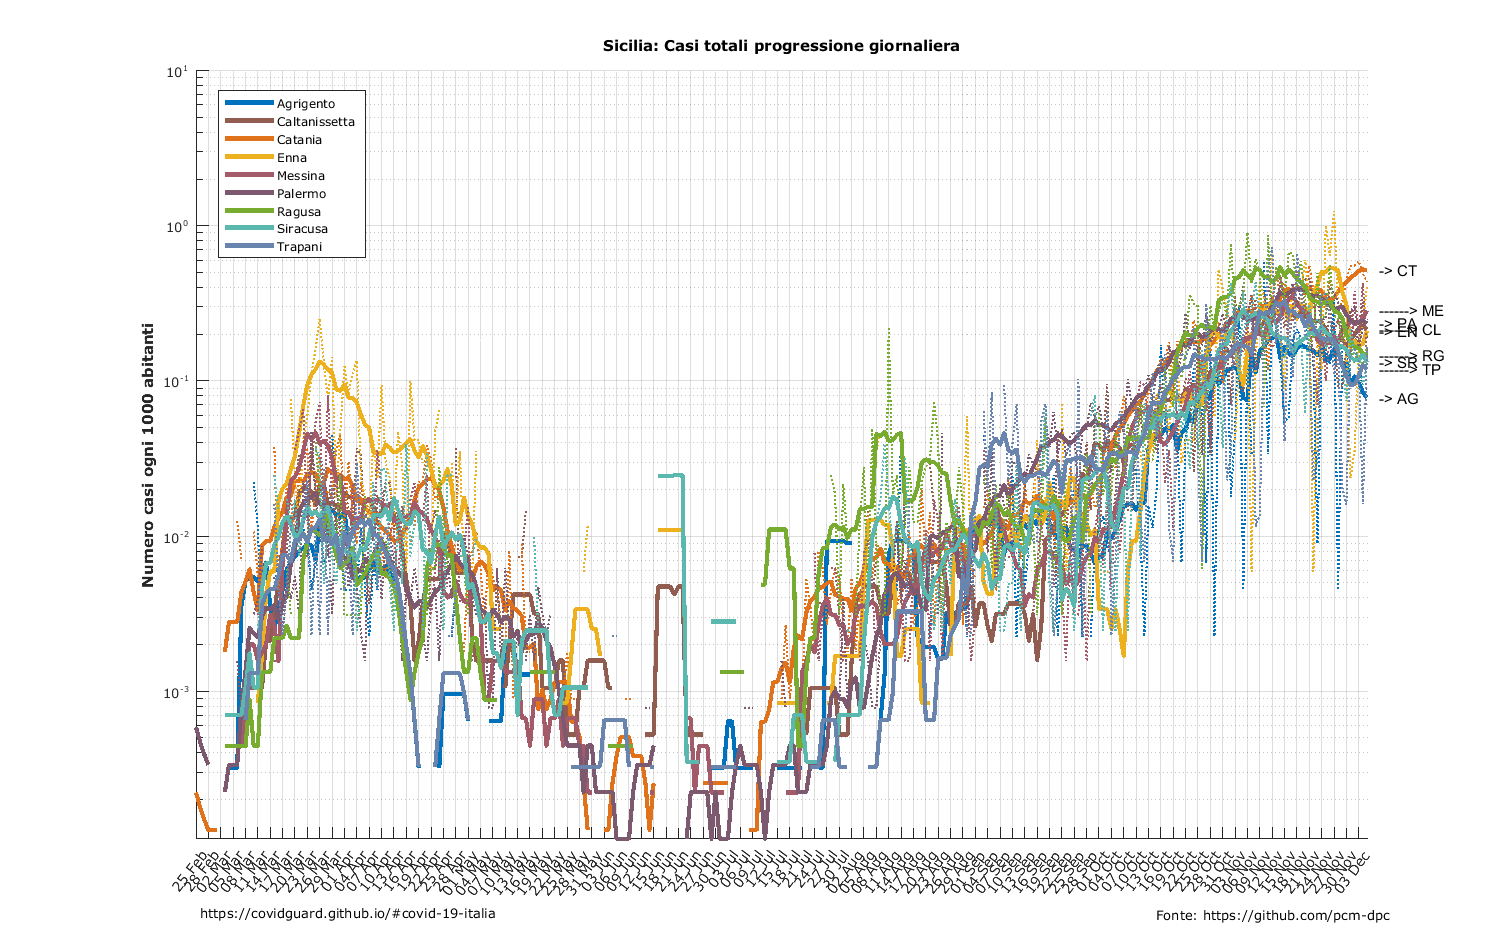 Sicilia: Casi totali progressione giornaliera
Numero casi ogni 1000 abitanti
10^1
10^0
10^-1
10^-2
10^-3
Agrigento
Caltanissetta
Catania
Enna
Messina
Palermo
Ragusa
Siracusa
Trapani
-> CT
------> ME
-> PA
-> EN
CL
------> RG
-> SR
------> TP
-> AG
25 Feb
28 Feb
02 Mar
05 Mar
08 Mar
11 Mar
14 Mar
17 Mar
20 Mar
23 Mar
26 Mar
29 Mar
01 Apr
04 Apr
07 Apr
10 Apr
13 Apr
16 Apr
19 Apr
22 Apr
25 Apr
28 Apr
01 May
04 May
07 May
10 May
13 May
16 May
19 May
22 May
25 May
28 May
31 May
03 Jun
06 Jun
09 Jun
12 Jun
15 Jun
18 Jun
21 Jun
24 Jun
27 Jun
30 Jun
03 Jul
06 Jul
09 Jul
12 Jul
15 Jul
18 Jul
21 Jul
24 Jul
27 Jul
30 Jul
02 Aug
05 Aug
08 Aug
11 Aug
14 Aug
17 Aug
20 Aug
23 Aug
26 Aug
29 Aug
01 Sep
04 Sep
07 Sep
10 Sep
13 Sep
16 Sep
19 Sep
22 Sep
25 Sep
28 Sep
01 Oct
04 Oct
07 Oct
10 Oct
13 Oct
16 Oct
19 Oct
22 Oct
25 Oct
28 Oct
31 Oct
03 Nov
06 Nov
09 Nov
12 Nov
15 Nov
18 Nov
21 Nov
24 Nov
27 Nov
30 Nov
03 Dec
https://covidguard.github.io/#covid-19-italia
Fonte: https://github.com/pcm-dpc